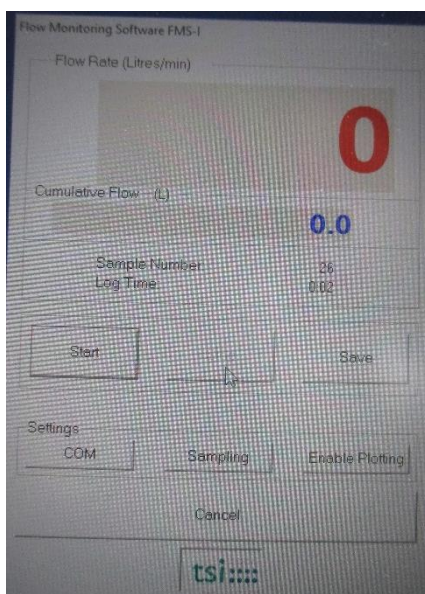 Flow Monitoring Software FMS-I
Flow Rate (Litres/min)
0
Cumulative Flow (L)
0.0
Sample Number 26
Log Time 0:02
Start
Save
Settings
COM
Sampling
Enable Plotting
Cancel
tsi::::